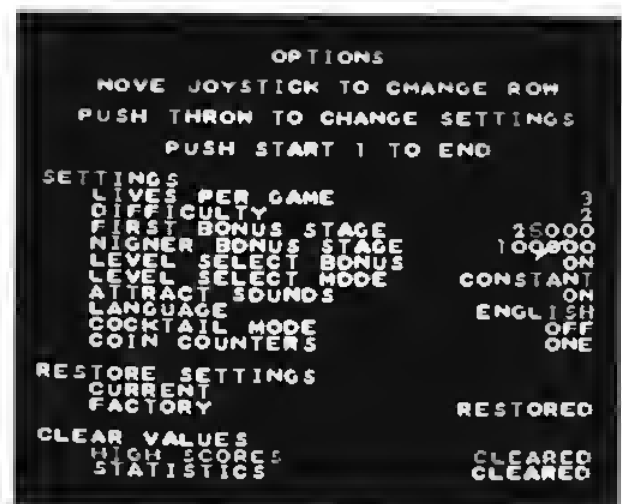 OPTIONS
MOVE JOYSTICK TO CHANGE ROW
PUSH THROW TO CHANGE SETTINGS
PUSH START 1 TO END
SETTINGS
LIVES PER GAME 3
DIFFICULTY 2
FIRST BONUS STAGE 25000
HIGHER BONUS STAGE 100000
LEVEL SELECT BONUS ON
LEVEL SELECT MODE CONSTANT
ATTRACT SOUNDS ON
LANGUAGE ENGLISH
COCKTAIL MODE OFF
COIN COUNTERS ONE
RESTORE SETTINGS
CURRENT
FACTORY RESTORED
CLEAR VALUES
HIGH SCORES CLEARED
STATISTICS CLEARED